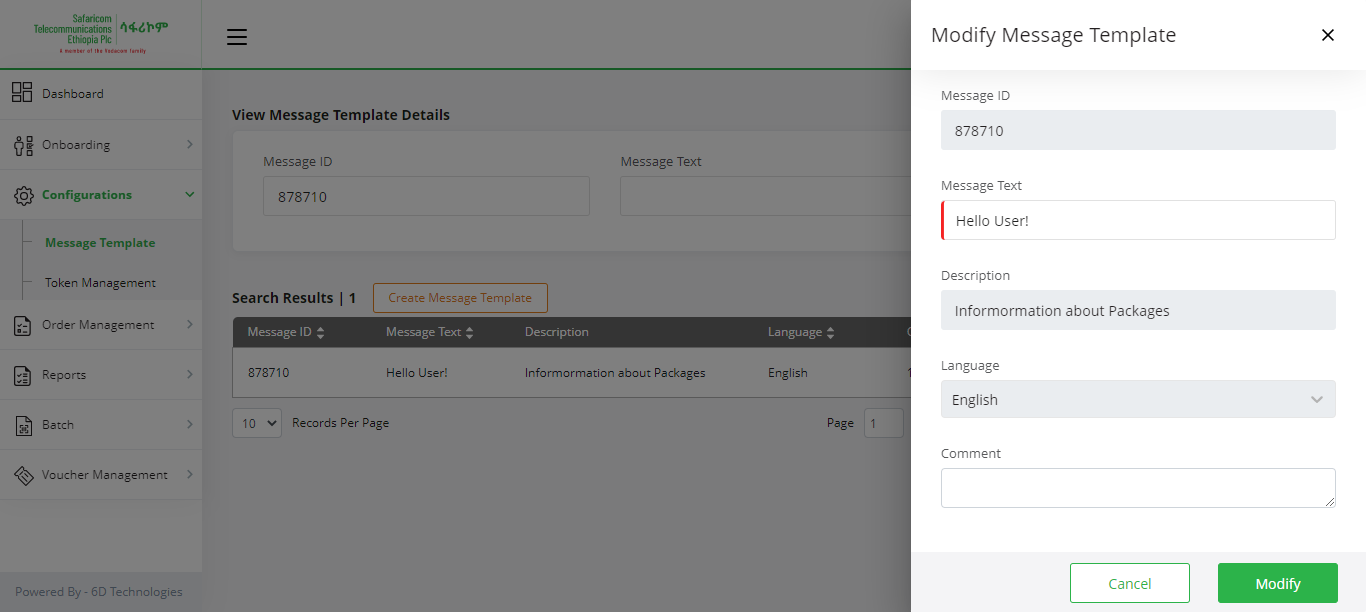 Safaricom
Telecommunications
Ethiopia Plc
ሳፋሪኮም
A member of the Vodacom family
Dashboard
Onboarding
Configurations
Message Template
Token Management
Order Management
Reports
Batch
Voucher Management
Powered By - 6D Technologies
View Message Template Details
Message ID
878710
Message Text
Search Results | 1
Create Message Template
Message ID Message Text Description Language
878710 Hello User! Informormation about Packages English
10 Records Per Page
Page 1
Modify Message Template
Message ID
878710
Message Text
Hello User!
Description
Informormation about Packages
Language
English
Comment
Cancel
Modify